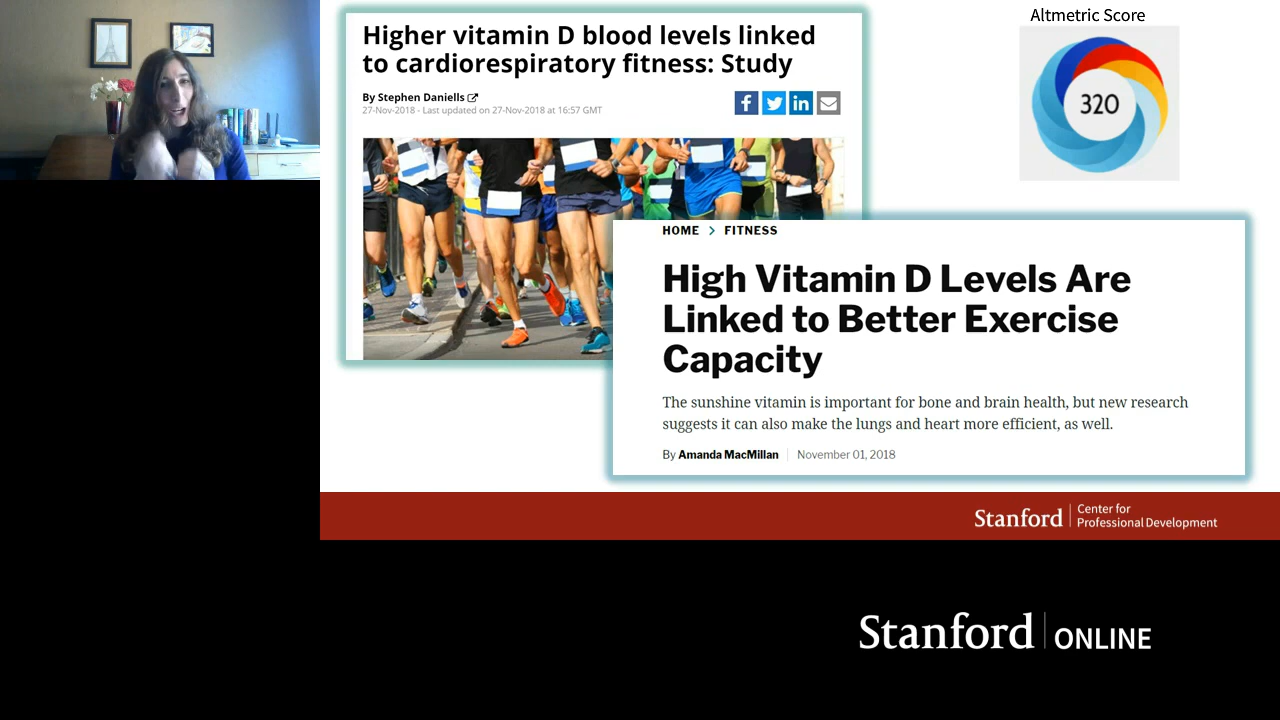 Higher vitamin D blood levels linked
to cardiorespiratory fitness: Study
By Stephen Daniells
27-Nov-2018 - Last updated on 27-Nov-2018 at 16:57 GMT
f
in
Altmetric Score
320
HOME > FITNESS
High Vitamin D Levels Are
Linked to Better Exercise
Capacity
The sunshine vitamin is important for bone and brain health, but new research
suggests it can also make the lungs and heart more efficient, as well.
By Amanda MacMillan | November 01, 2018
Stanford | Center for
Professional Development
Stanford | ONLINE